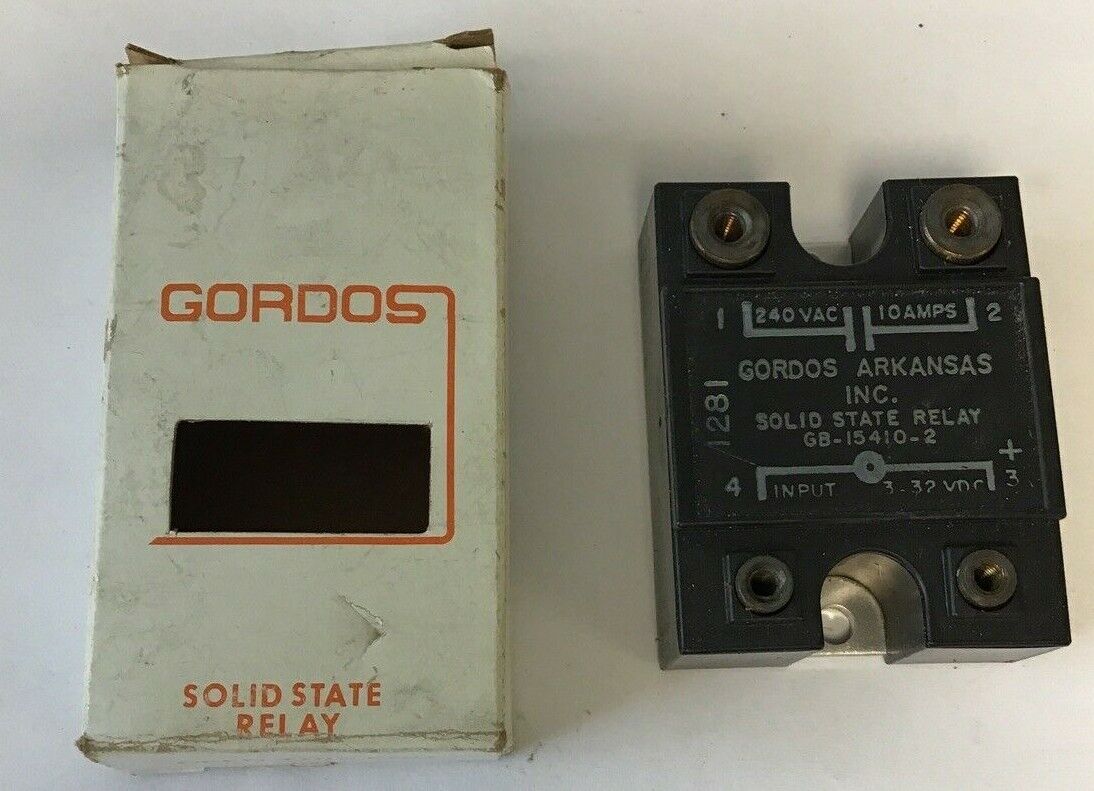 GORDOS
SOLID STATE
RELAY
1 240 VAC 10 AMPS 2
GORDOS ARKANSAS
INC.
SOLID STATE RELAY
GB-15410-2
1281
+
4 INPUT 3-32 VDC 3